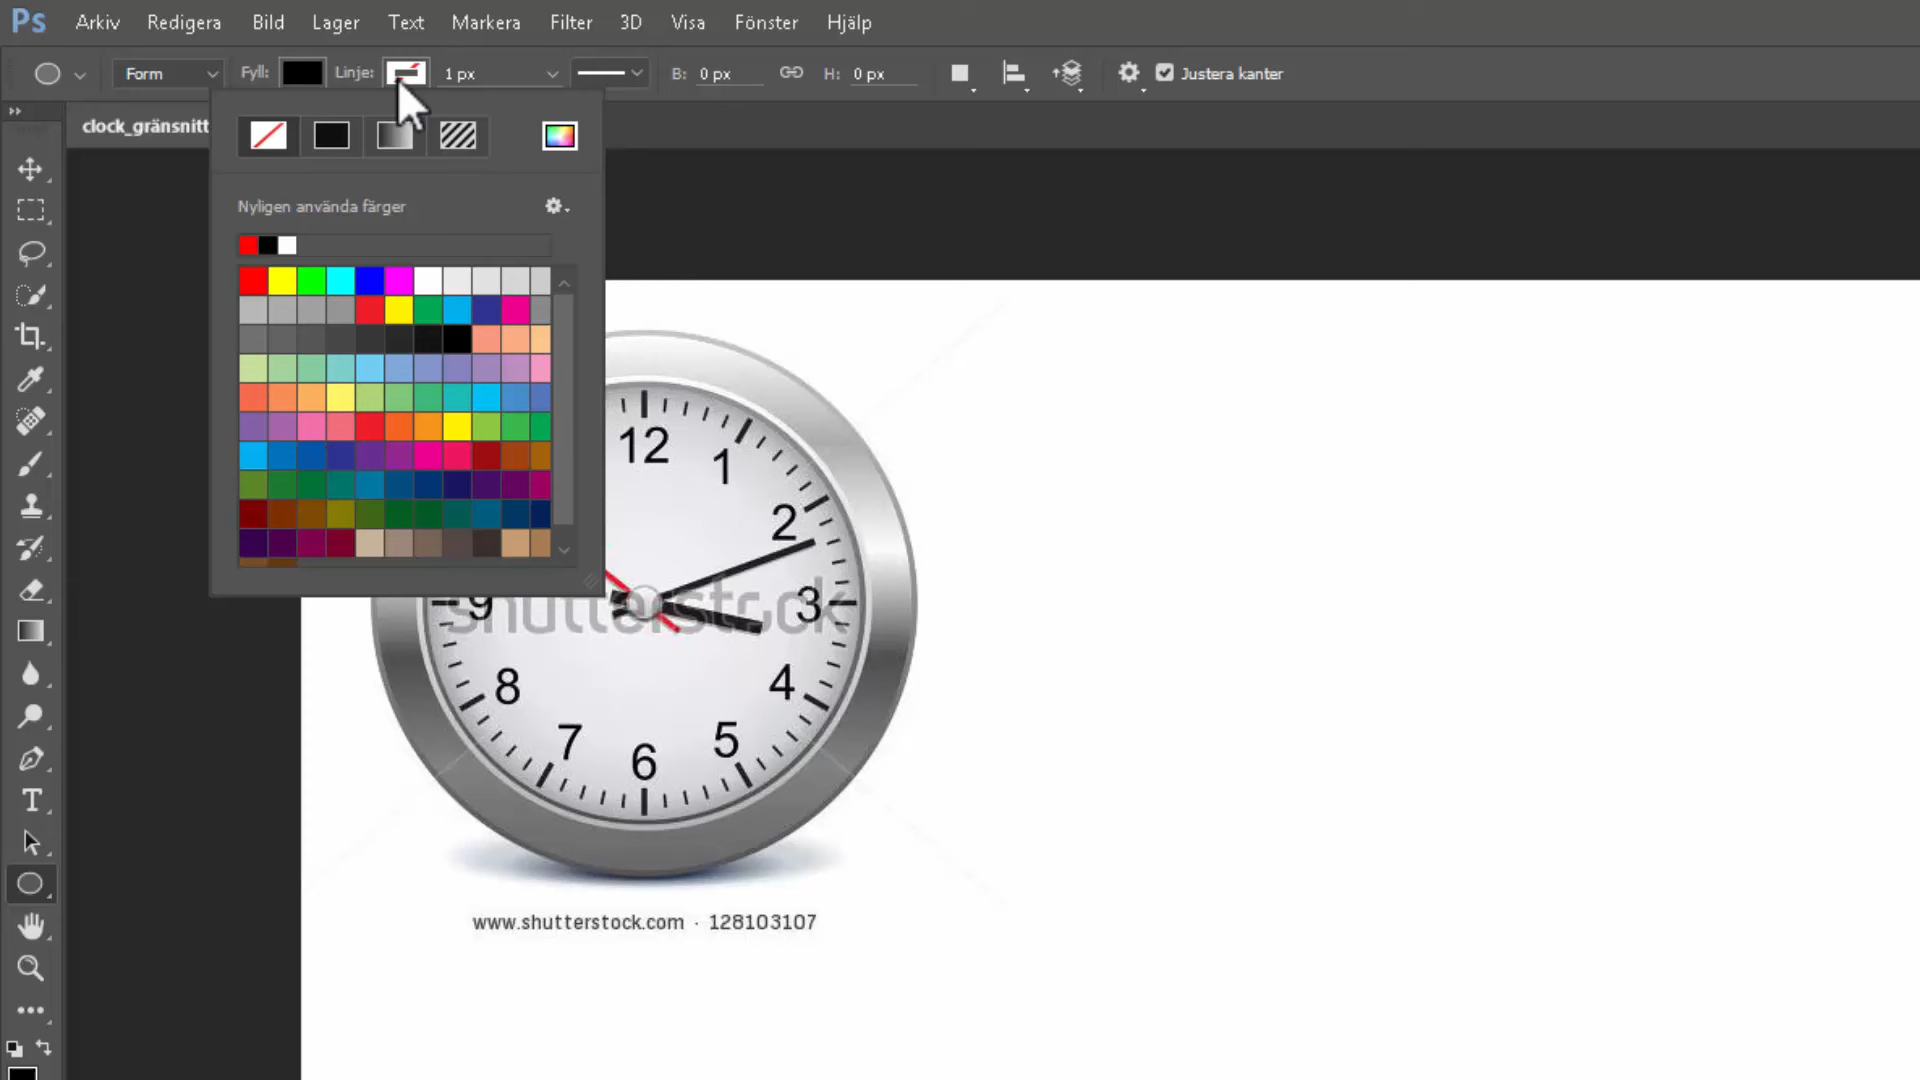 Ps Arkiv Redigera Bild Lager Text Markera Filter 3D Visa Fönster Hjälp
Form Fyll: Linje: 1 px B: 0 px H: 0 px Justera kanter
clock_gränsnitt
Nyligen använda färger
12
1
2
9 shutterstock 3
8 4
7 5
6
www.shutterstock.com · 128103107
T